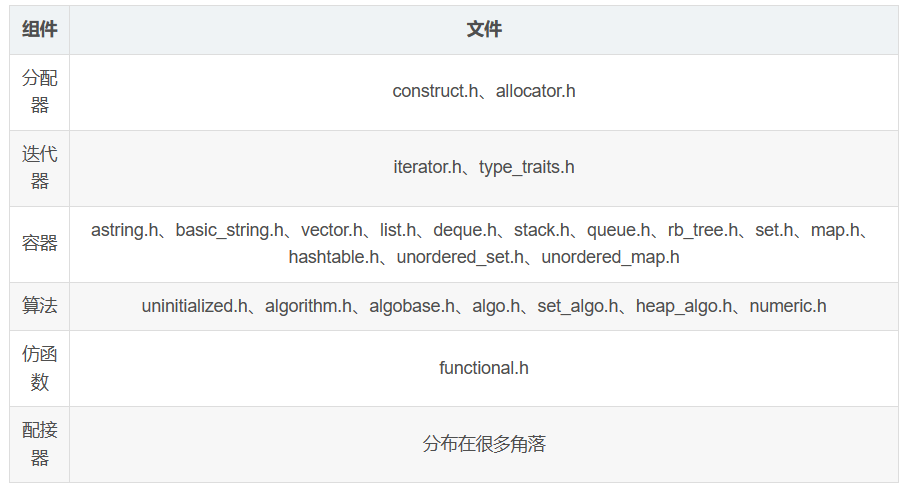 组件 文件
分配
器
construct.h、allocator.h
迭代
器
iterator.h、type_traits.h
容器
astring.h、basic_string.h、vector.h、list.h、deque.h、stack.h、queue.h、rb_tree.h、set.h、map.h、
hashtable.h、unordered_set.h、unordered_map.h
算法
uninitialized.h、algorithm.h、algobase.h、algo.h、set_algo.h、heap_algo.h、numeric.h
仿函
数
functional.h
配接
器
分布在很多角落